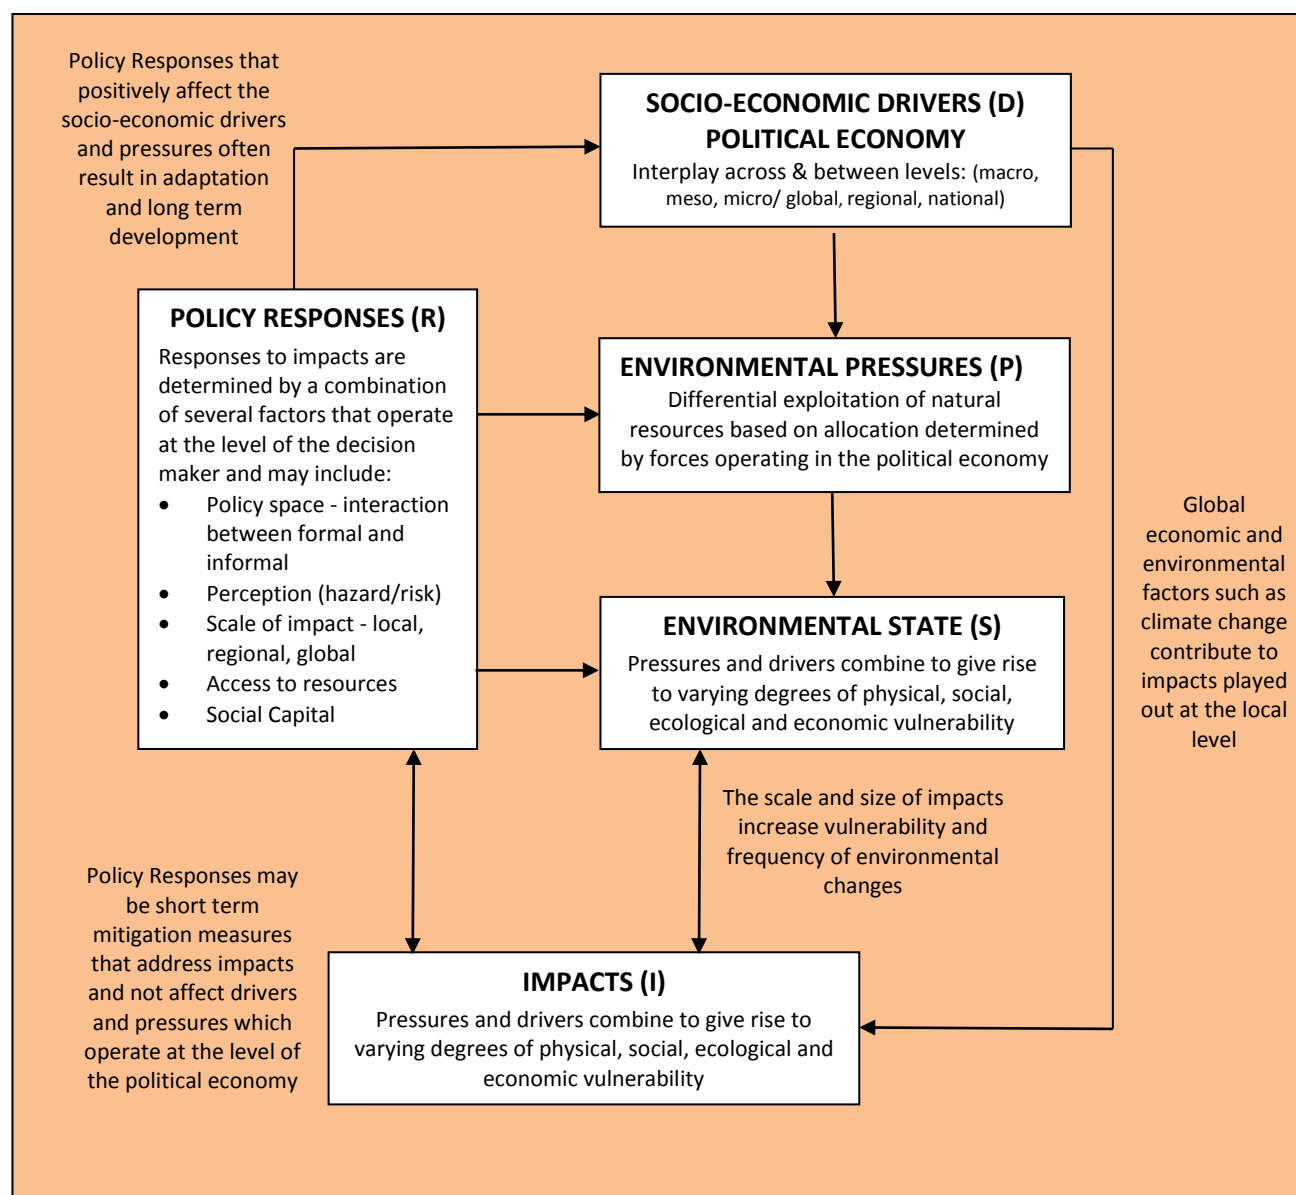 Policy Responses that
positively affect the
socio-economic drivers
and pressures often
result in adaptation
and long term
development
SOCIO-ECONOMIC DRIVERS (D)
POLITICAL ECONOMY
Interplay across & between levels: (macro,
meso, micro/ global, regional, national)
POLICY RESPONSES (R)
Responses to impacts are
determined by a combination
of several factors that operate
at the level of the decision
maker and may include:
• Policy space - interaction
between formal and
informal
• Perception (hazard/risk)
• Scale of impact - local,
regional, global
• Access to resources
• Social Capital
ENVIRONMENTAL PRESSURES (P)
Differential exploitation of natural
resources based on allocation determined
by forces operating in the political economy
ENVIRONMENTAL STATE (S)
Pressures and drivers combine to give rise
to varying degrees of physical, social,
ecological and economic vulnerability
Global
economic and
environmental
factors such as
climate change
contribute to
impacts played
out at the local
level
The scale and size of impacts
increase vulnerability and
frequency of environmental
changes
Policy Responses may
be short term
mitigation measures
that address impacts
and not affect drivers
and pressures which
operate at the level of
the political economy
IMPACTS (I)
Pressures and drivers combine to give rise to
varying degrees of physical, social, ecological and
economic vulnerability